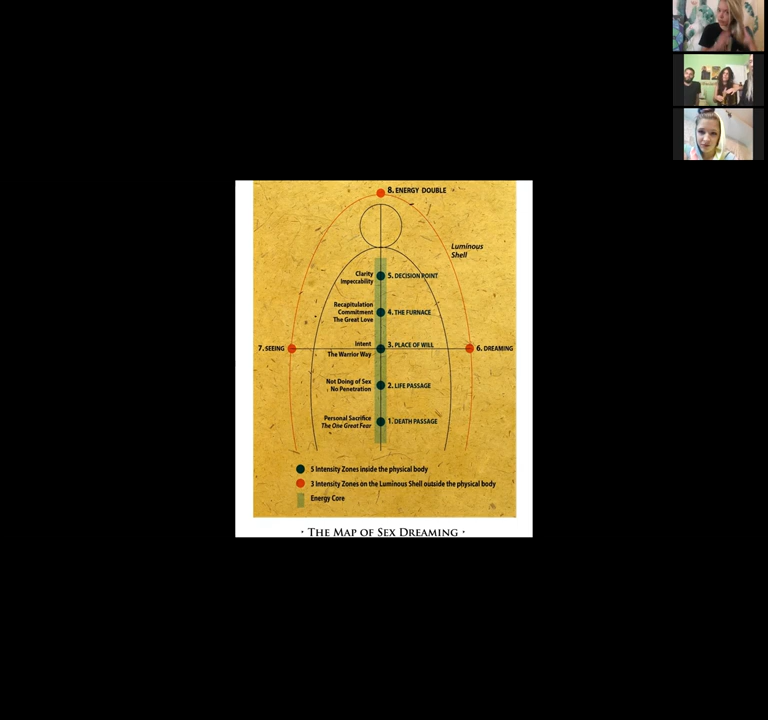 8. ENERGY DOUBLE
Luminous
Shell
Clarity
Impeccability
5. DECISION POINT
Recapitulation
Commitment
The Great Love
4. THE FURNACE
7. SEEING
Intent
The Warrior Way
3. PLACE OF WILL
6. DREAMING
Not Doing of Sex
No Penetration
2. LIFE PASSAGE
Personal Sacrifice
The One Great Fear
1. DEATH PASSAGE
5 Intensity Zones inside the physical body
3 Intensity Zones on the Luminous Shell outside the physical body
Energy Core
· THE MAP OF SEX DREAMING ·